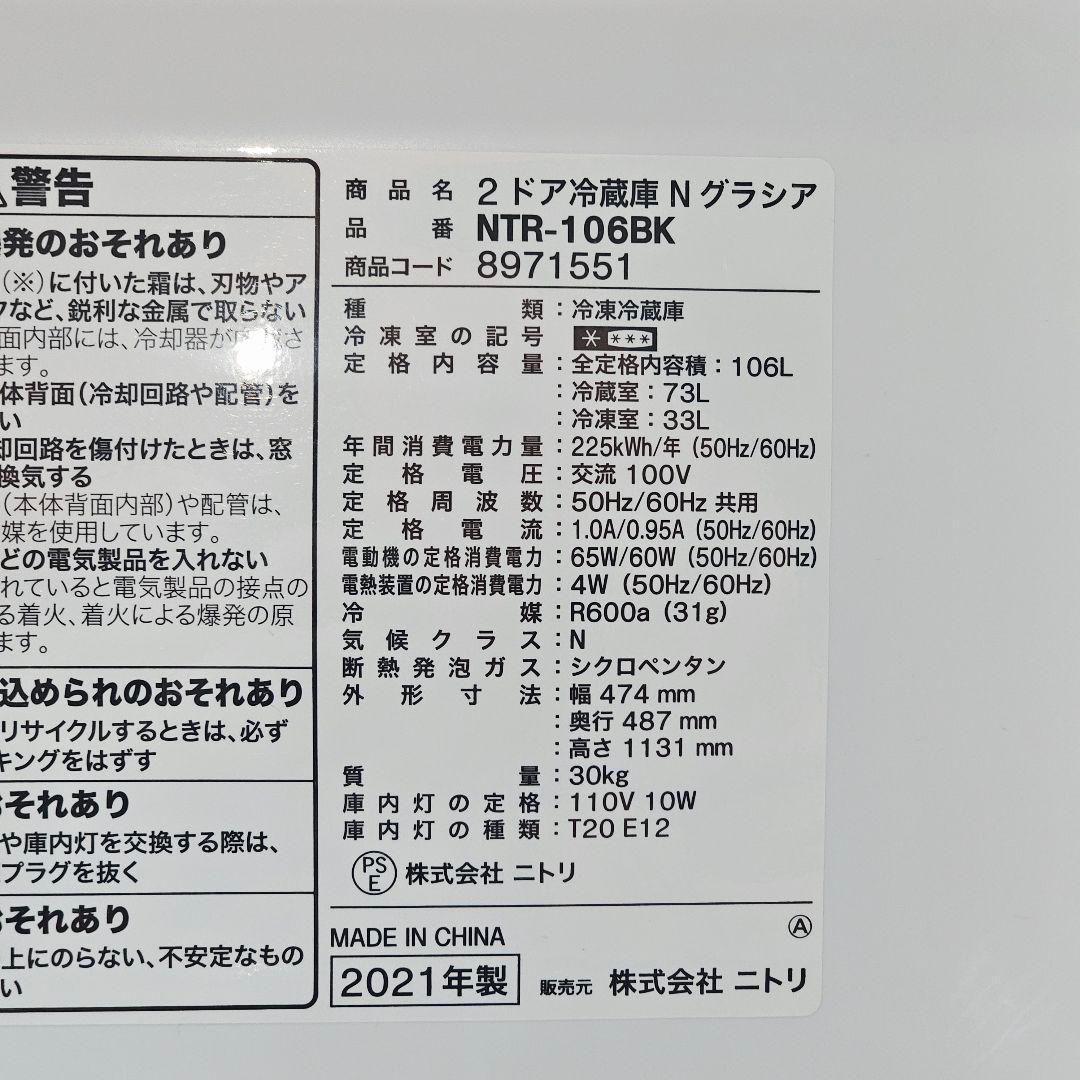 警告
発のおそれあり
(※)に付いた霜は、刃物やア
クなど、鋭利な金属で取らない
面内部には、冷却器が
ます。
体背面(冷却回路や配管)を
い
却回路を傷付けたときは、窓
換気する
(本体背面内部)や配管は、
媒を使用しています。
どの電気製品を入れない
れていると電気製品の接点の
る着火、着火による爆発の原
ます。
込められのおそれあり
リサイクルするときは、必ず
キングをはずす
おそれあり
や庫内灯を交換する際は、
プラグを抜く
おそれあり
上にのらない、不安定なもの
い
商品名 2ドア冷蔵庫 N グラシア
品番 NTR-106BK
商品コード 8971551
種類:冷凍冷蔵庫
冷凍室の記号
定格内容量:全定格内容積:106L
:冷蔵室:73L
:冷凍室:33L
年間消費電力量:225kWh/年 (50Hz/60Hz)
定格電圧:交流 100V
定格周波数:50Hz/60Hz 共用
定格電流:1.0A/0.95A (50Hz/60Hz)
電動機の定格消費電力:65W/60W (50Hz/60Hz)
電熱装置の定格消費電力:4W (50Hz/60Hz)
冷媒:R600a (31g)
気候クラス:N
断熱発泡ガス:シクロペンタン
外形寸法:幅 474 mm
:奥行 487 mm
:高さ 1131 mm
質量:30kg
庫内灯の定格:110V 10W
庫内灯の種類:T20 E12
PSE 株式会社 ニトリ
MADE IN CHINA Ⓐ
2021年製 販売元 株式会社 ニトリ